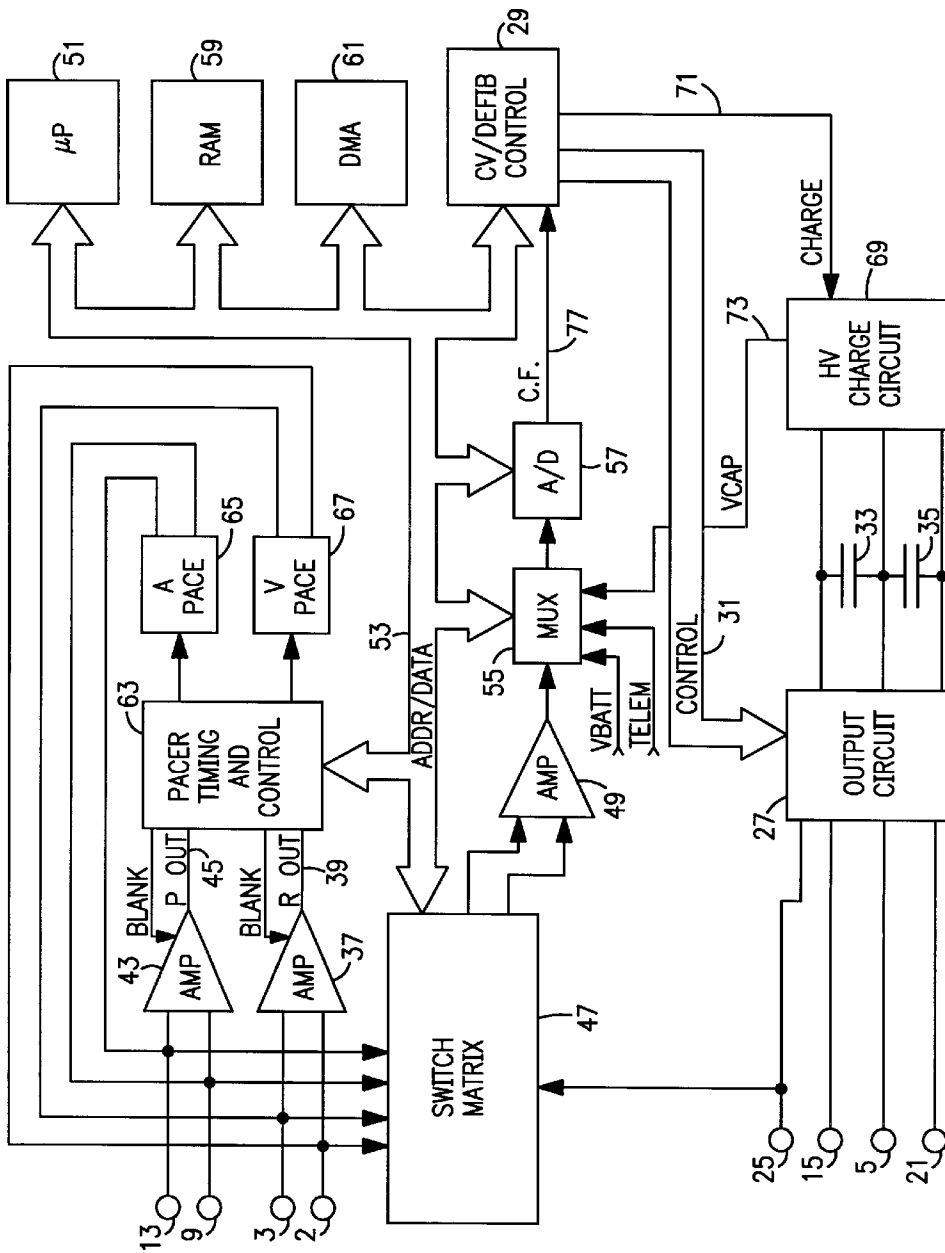 51
μP
59
RAM
61
DMA
29
CV/DEFIB
CONTROL
71
CHARGE
69
HV
CHARGE
CIRCUIT
73
VCAP
33
35
77
C.F.
A/D
57
65
A
PACE
67
V
PACE
53
ADDR/DATA
MUX
55
VBATT
TELEM
CONTROL
31
63
PACER
TIMING
AND
CONTROL
BLANK
P OUT
45
BLANK
R OUT
39
43
AMP
AMP
37
AMP
49
27
OUTPUT
CIRCUIT
SWITCH
MATRIX
47
13
9
3
2
25
15
5
21